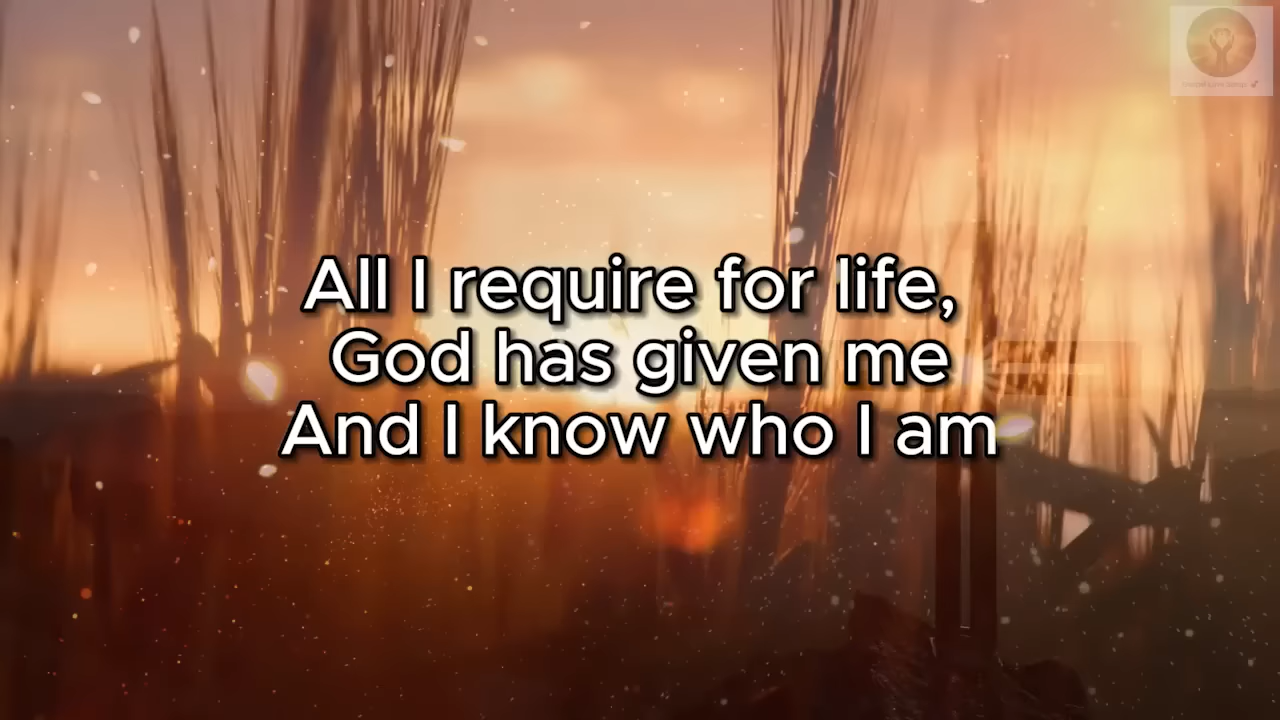 All I require for life,
God has given me
And I know who I am